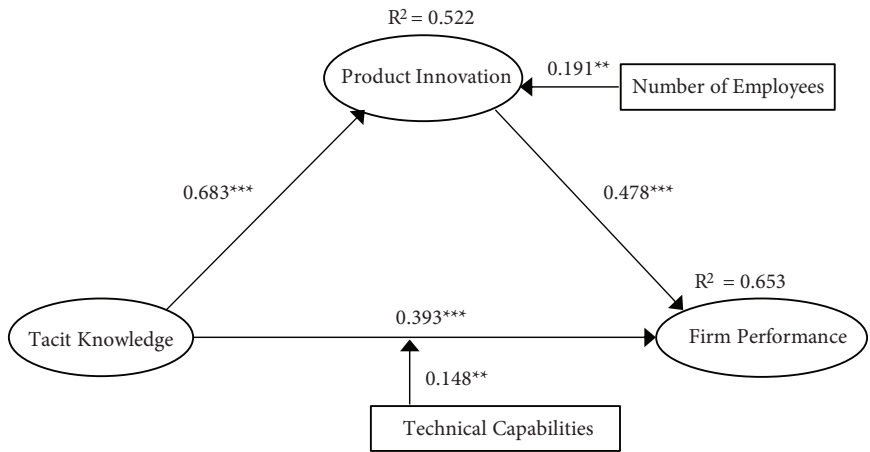 R² = 0.522
Product Innovation
0.191**
Number of Employees
0.683***
0.478***
R² = 0.653
Tacit Knowledge
0.393***
Firm Performance
0.148**
Technical Capabilities